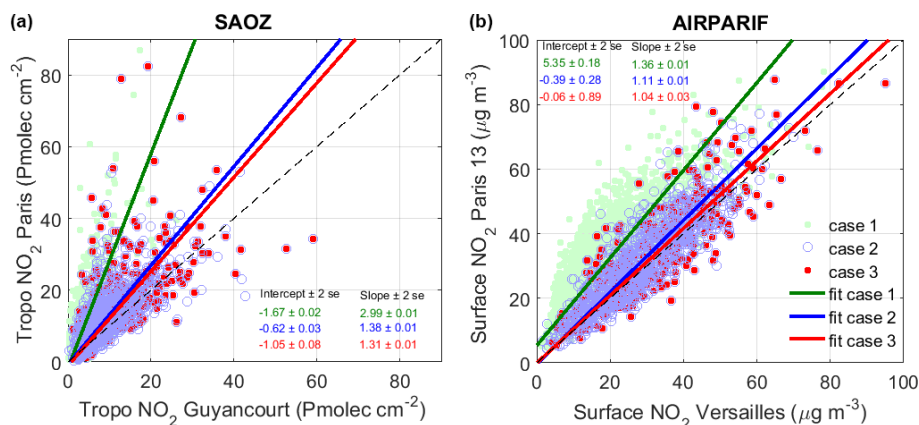 (a) SAOZ
Tropo NO2 Paris (Pmolec cm-2)
80
60
40
20
0
Intercept ± 2 se Slope ± 2 se
-1.67 ± 0.02 2.99 ± 0.01
-0.62 ± 0.03 1.38 ± 0.01
-1.05 ± 0.08 1.31 ± 0.01
0 20 40 60 80
Tropo NO2 Guyancourt (Pmolec cm-2)
(b) AIRPARIF
Surface NO2 Paris 13 (μg m-3)
100
80
60
40
20
0
Intercept ± 2 se Slope ± 2 se
5.35 ± 0.18 1.36 ± 0.01
-0.39 ± 0.28 1.11 ± 0.01
-0.06 ± 0.89 1.04 ± 0.03
case 1
case 2
case 3
fit case 1
fit case 2
fit case 3
0 20 40 60 80 100
Surface NO2 Versailles (μg m-3)